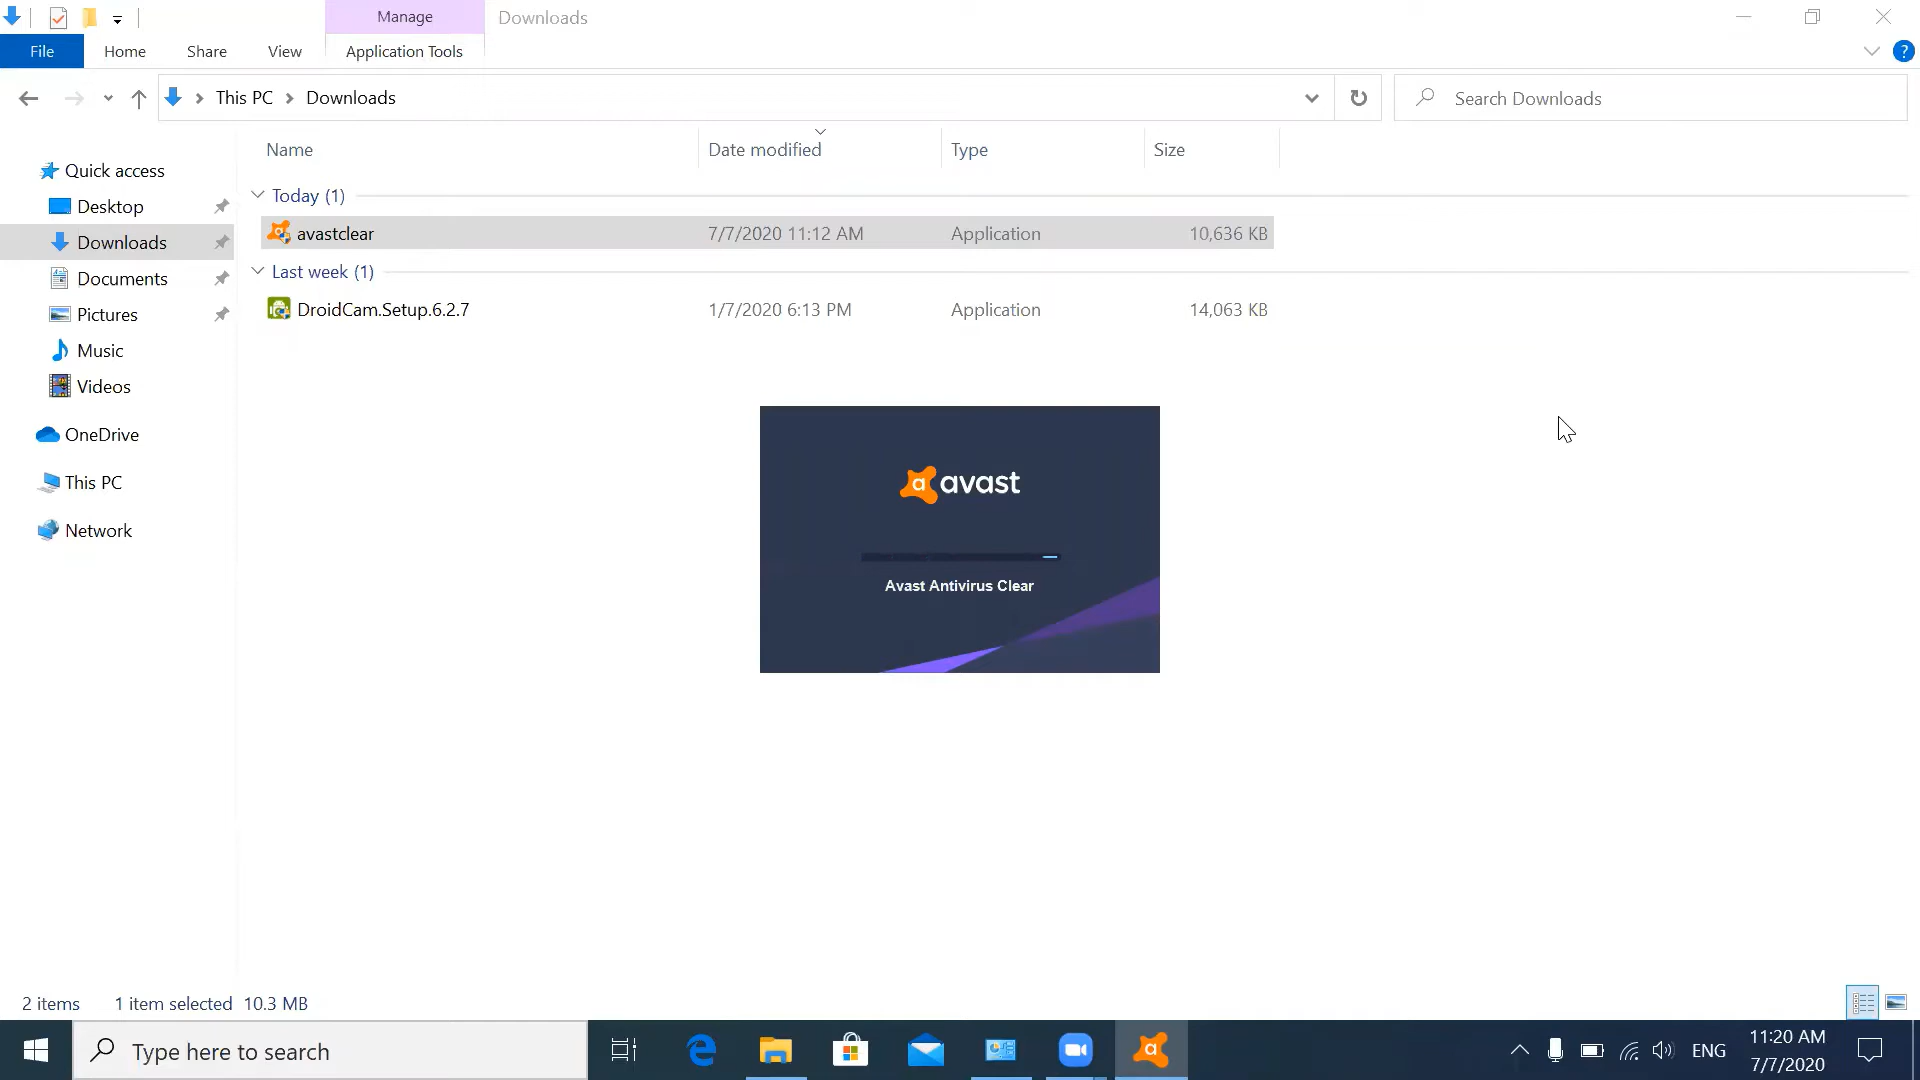 Manage
Downloads
File
Home
Share
View
Application Tools
This PC
Downloads
Search Downloads
Name
Date modified
Type
Size
Quick access
Desktop
Downloads
Documents
Pictures
Music
Videos
OneDrive
This PC
Network
Today (1)
avastclear 7/7/2020 11:12 AM Application 10,636 KB
Last week (1)
DroidCam.Setup.6.2.7 1/7/2020 6:13 PM Application 14,063 KB
avast
Avast Antivirus Clear
2 items 1 item selected 10.3 MB
Type here to search
ENG
11:20 AM
7/7/2020